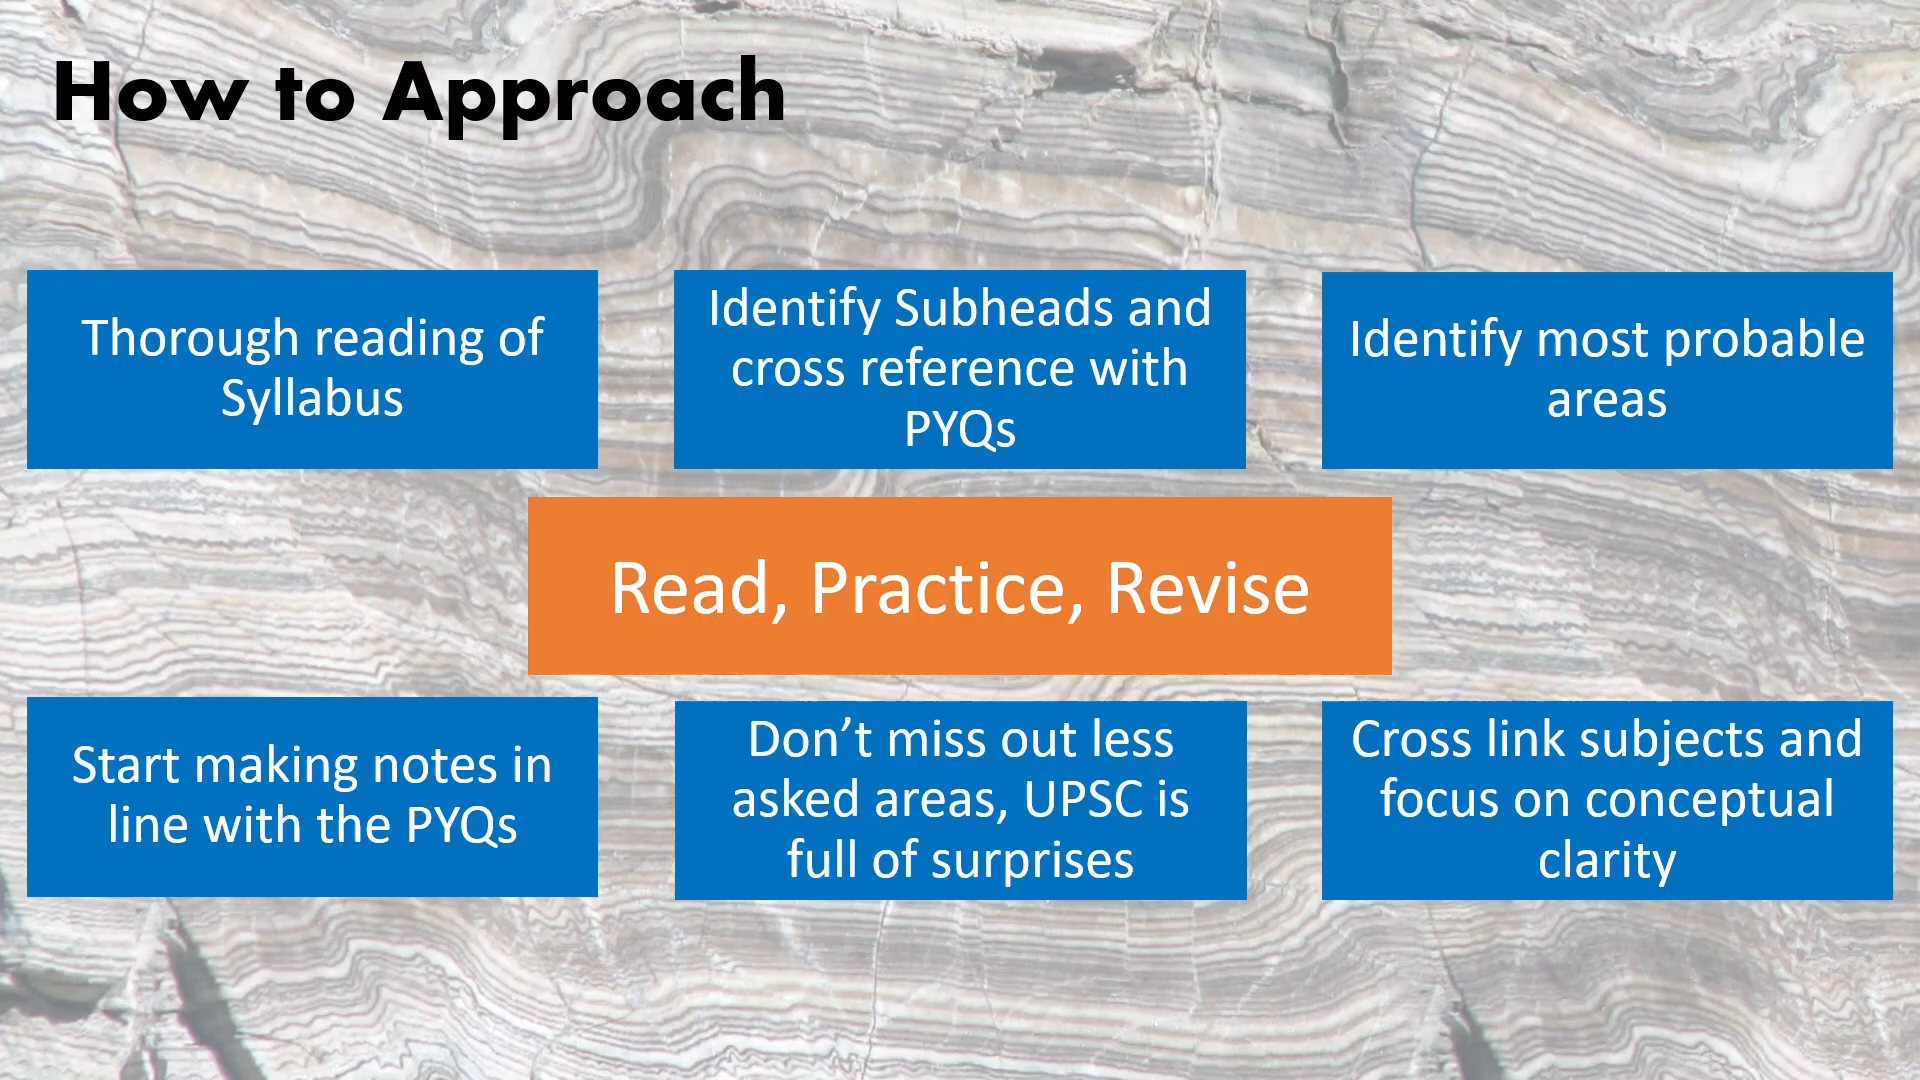 How to Approach
Thorough reading of
Syllabus
Identify Subheads and
cross reference with
PYQs
Identify most probable
areas
Read, Practice, Revise
Start making notes in
line with the PYQs
Don’t miss out less
asked areas, UPSC is
full of surprises
Cross link subjects and
focus on conceptual
clarity